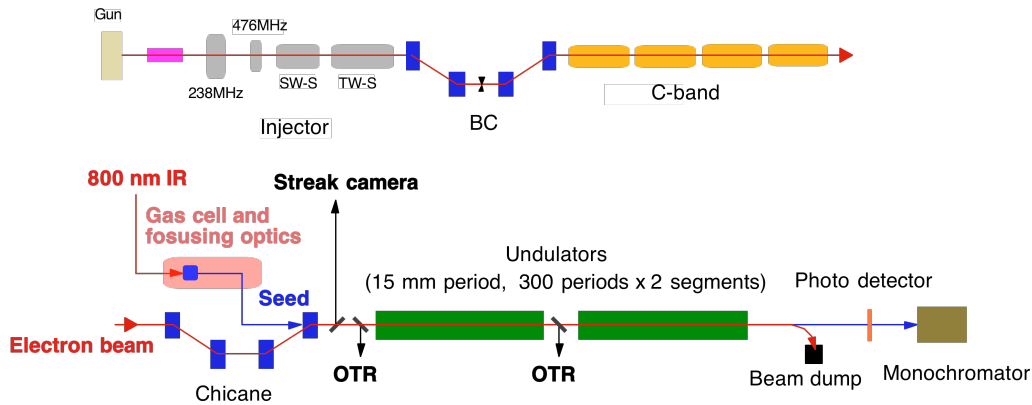 Gun
476MHz
238MHz
SW-S
TW-S
Injector
BC
C-band
800 nm IR
Streak camera
Gas cell and
fosusing optics
Undulators
(15 mm period, 300 periods x 2 segments)
Photo detector
Seed
Electron beam
Chicane
OTR
OTR
Beam dump
Monochromator